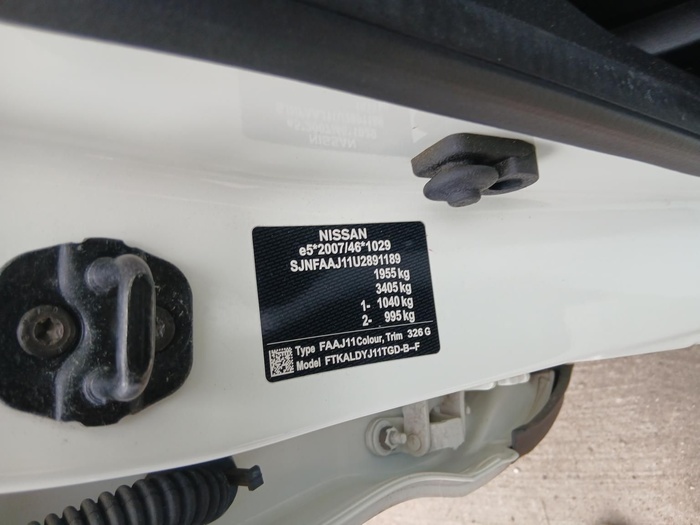 NISSAN
e5*2007/46*1029
SJNFAAJ11U2891189
1955 kg
3405 kg
1- 1040 kg
2- 995 kg
Type FAAJ11 Colour, Trim 326 G
Model FTKALDYJ11TGD-B--F